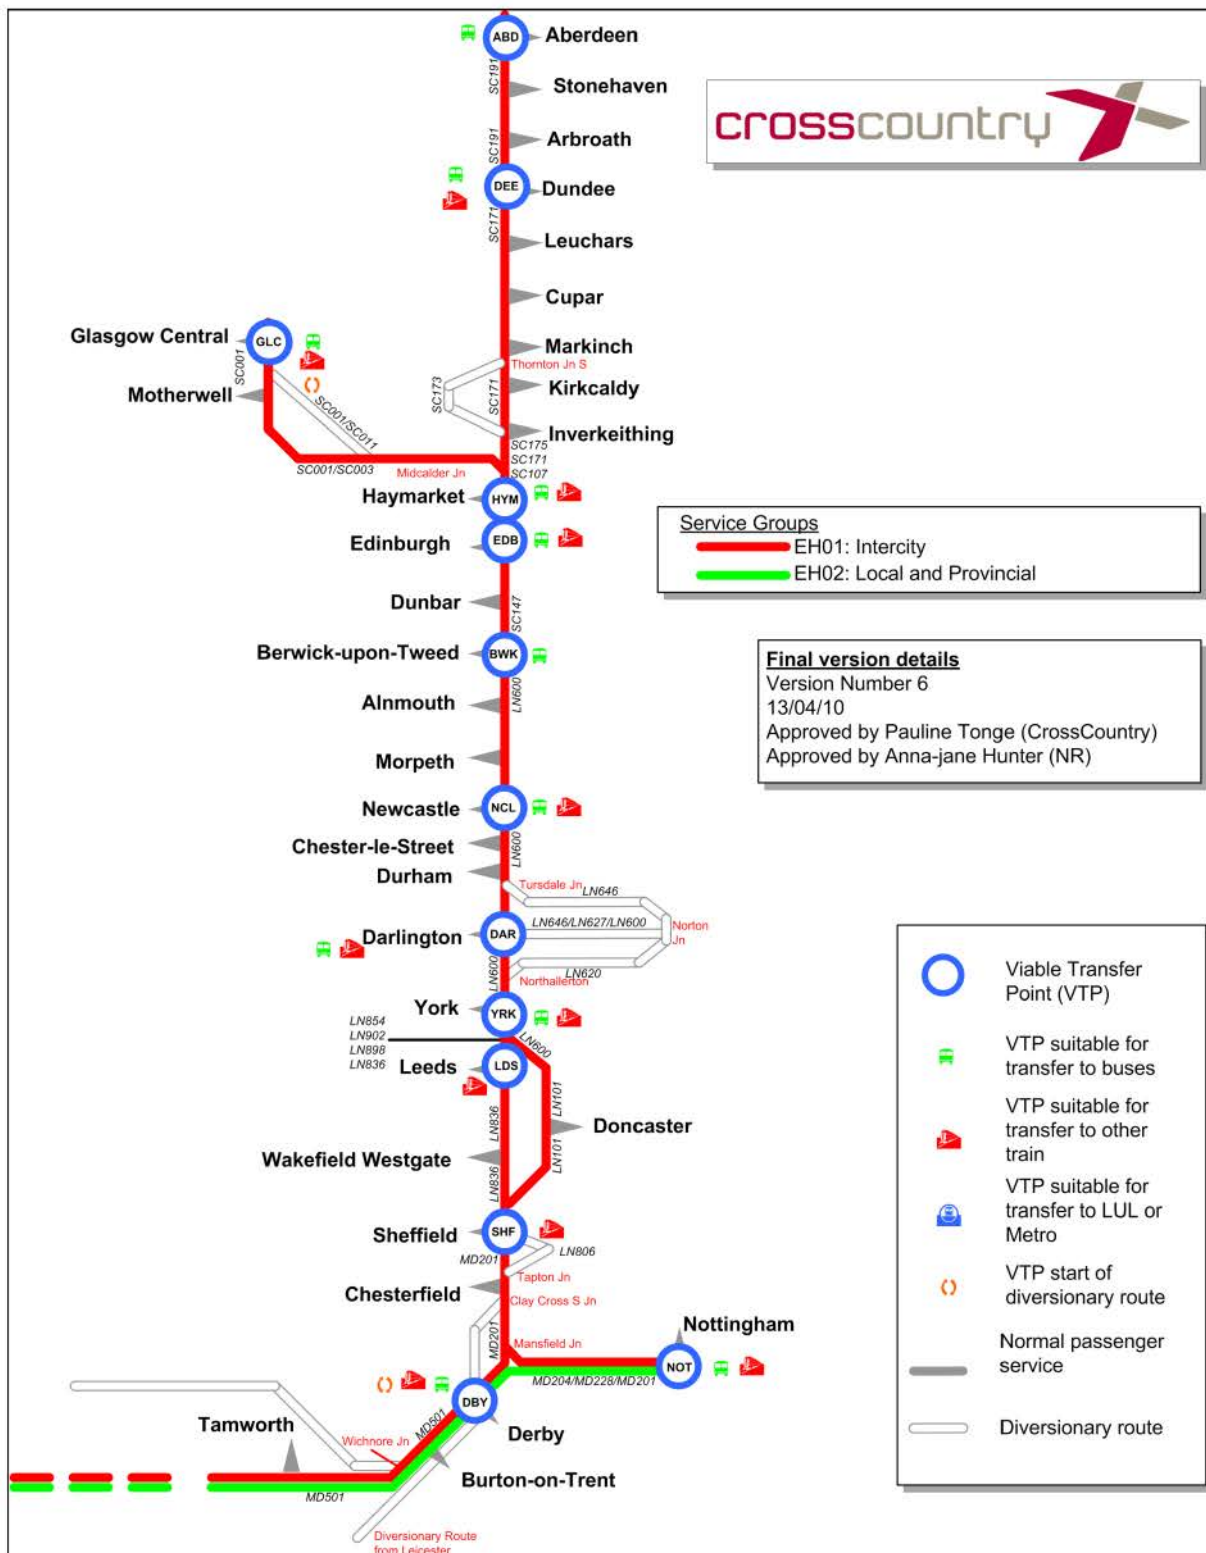 ABD
Aberdeen
SC191
Stonehaven
crosscountry
SC191
Arbroath
DEE
Dundee
SC171
Leuchars
Cupar
Glasgow Central
GLC
SC001
Motherwell
SC001/SC011
SC001/SC003
Midcalder Jn
Markinch
Thornton Jn S
SC173
SC171
Kirkcaldy
Inverkeithing
SC175
SC171
SC107
Haymarket
HYM
Edinburgh
EDB
Service Groups
EH01: Intercity
EH02: Local and Provincial
Dunbar
SC147
Berwick-upon-Tweed
BWK
LN600
Final version details
Version Number 6
13/04/10
Approved by Pauline Tonge (CrossCountry)
Approved by Anna-jane Hunter (NR)
Alnmouth
Morpeth
Newcastle
NCL
Chester-le-Street
LN600
Durham
Tursdale Jn
LN646
LN646/LN627/LN600
Norton
Jn
Darlington
DAR
LN600
LN620
Northallerton
York
YRK
LN854
LN902
LN898
LN836
LN600
Leeds
LDS
LN836
LN101
Doncaster
LN101
Wakefield Westgate
LN836
Sheffield
SHF
MD201
LN806
Tapton Jn
Chesterfield
Clay Cross S Jn
MD201
Mansfield Jn
Nottingham
NOT
MD204/MD228/MD201
DBY
Derby
MD501
Tamworth
Wichnore Jn
Burton-on-Trent
MD501
Diversionary Route
from Leicester
Viable Transfer
Point (VTP)
VTP suitable for
transfer to buses
VTP suitable for
transfer to other
train
VTP suitable for
transfer to LUL or
Metro
VTP start of
diversionary route
Normal passenger
service
Diversionary route